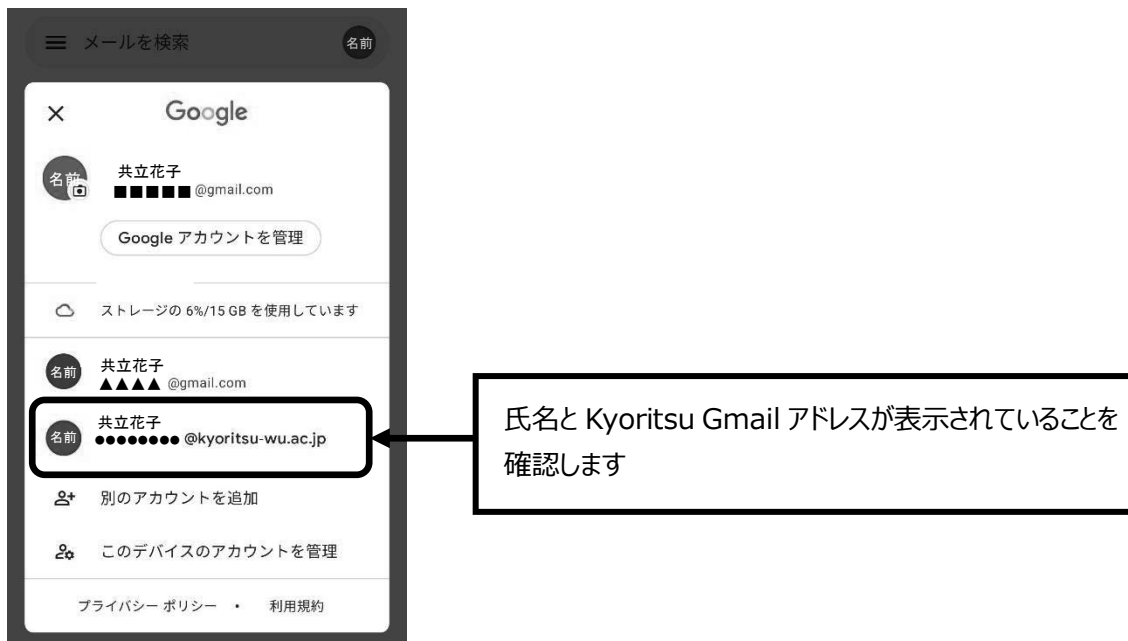 メールを検索
名前
Google
名前
共立花子
■■■■■ @gmail.com
Google アカウントを管理
ストレージの 6%/15 GB を使用しています
名前
共立花子
▲▲▲▲ @gmail.com
名前
共立花子
●●●●●●●● @kyoritsu-wu.ac.jp
別のアカウントを追加
このデバイスのアカウントを管理
プライバシー ポリシー ・ 利用規約
氏名と Kyoritsu Gmail アドレスが表示されていることを
確認します